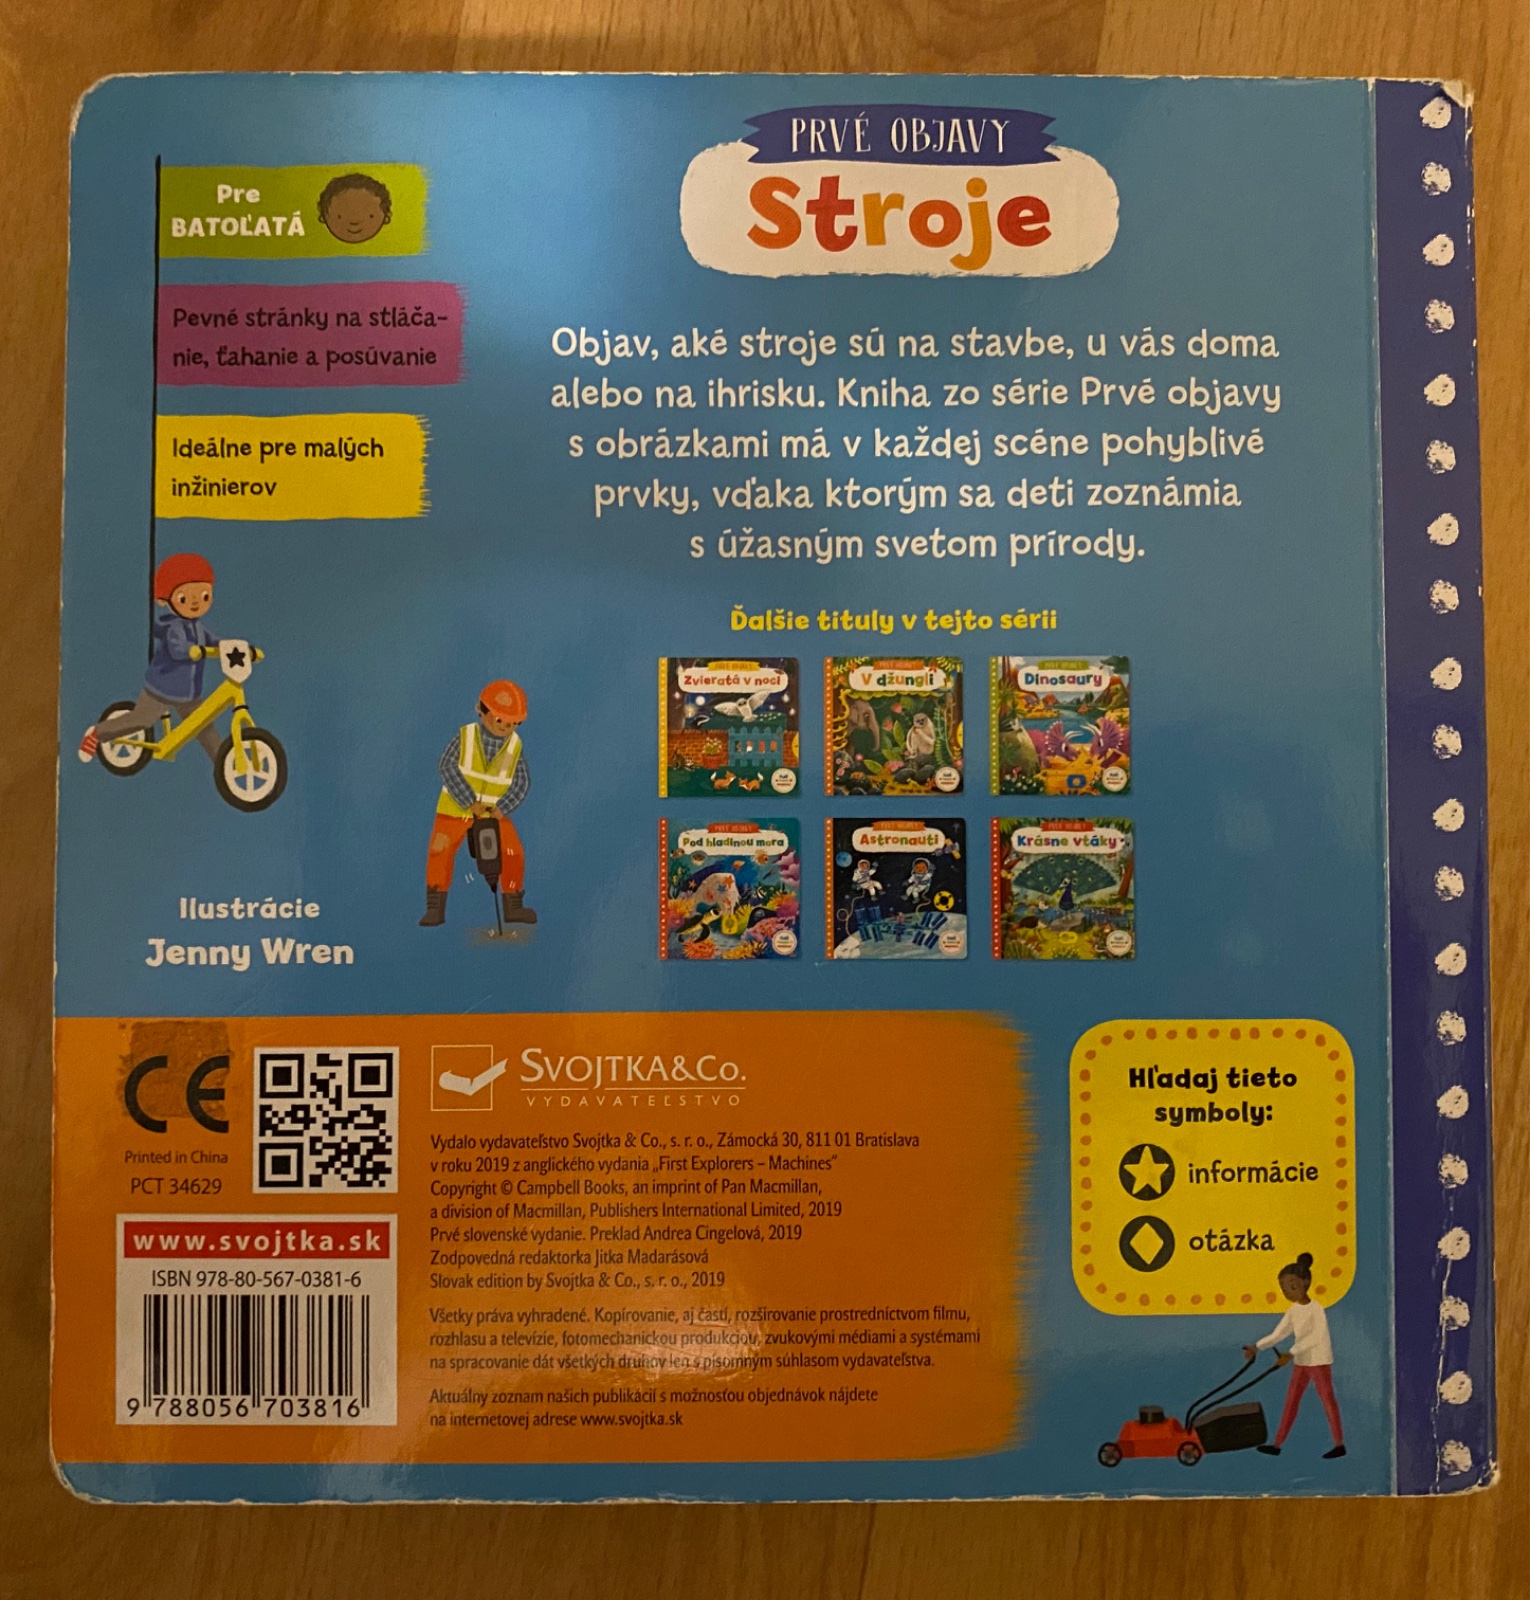 PRVÉ OBJAVY
Stroje
Pre
BATOĽATÁ
Pevné stránky na stláča-
nie, ťahanie a posúvanie
Ideálne pre malých
inžinierov
Objav, aké stroje sú na stavbe, u vás doma
alebo na ihrisku. Kniha zo série Prvé objavy
s obrázkami má v každej scéne pohyblivé
prvky, vďaka ktorým sa deti zoznámia
s úžasným svetom prírody.
Ďalšie tituly v tejto sérii
Zvieratá v noci
V džungli
Dinosaury
Pod hladinou mora
Astronauti
Krásne vtáky
Ilustrácie
Jenny Wren
CE
Printed in China
PCT 34629
www.svojtka.sk
ISBN 978-80-567-0381-6
9 788056 703816
SVOJTKA&CO.
VYDAVATEĽSTVO
Vydalo vydavateľstvo Svojtka & Co., s. r. o., Zámocká 30, 811 01 Bratislava
v roku 2019 z anglického vydania „First Explorers – Machines“
Copyright © Campbell Books, an imprint of Pan Macmillan,
a division of Macmillan, Publishers International Limited, 2019
Prvé slovenské vydanie. Preklad Andrea Cingelová, 2019
Zodpovedná redaktorka Jitka Madarásová
Slovak edition by Svojtka & Co., s. r. o., 2019
Všetky práva vyhradené. Kopírovanie, aj častí, rozširovanie prostredníctvom filmu,
rozhlasu a televízie, fotomechanickou produkciou, zvukovými médiami a systémami
na spracovanie dát všetkých druhov len s písomným súhlasom vydavateľstva.
Aktuálny zoznam našich publikácií s možnosťou objednávok nájdete
na internetovej adrese www.svojtka.sk
Hľadaj tieto
symboly:
informácie
otázka